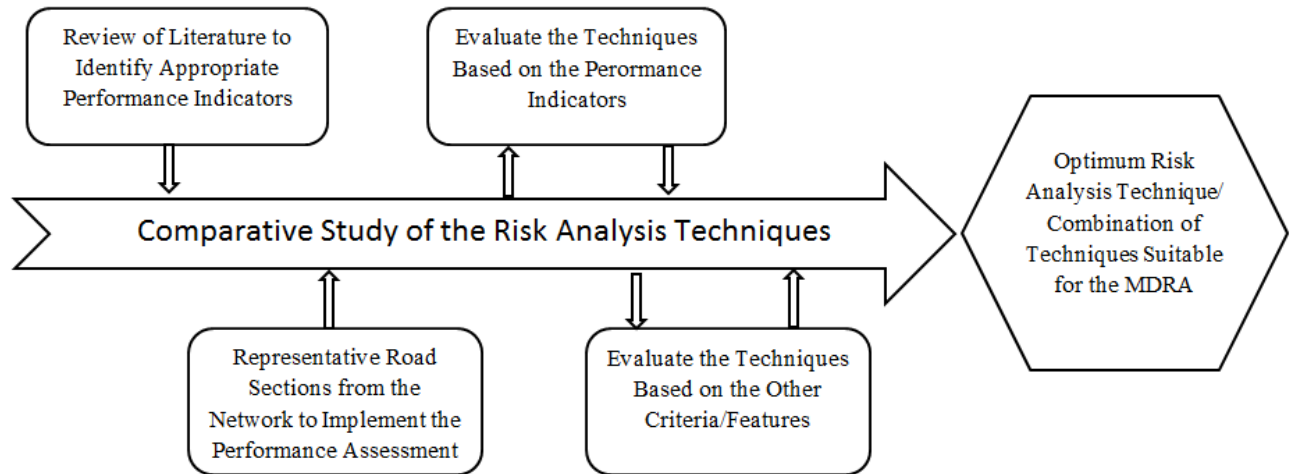 Review of Literature to
Identify Appropriate
Performance Indicators
Evaluate the Techniques
Based on the Perormance
Indicators
Comparative Study of the Risk Analysis Techniques
Optimum Risk
Analysis Technique/
Combination of
Techniques Suitable
for the MDRA
Representative Road
Sections from the
Network to Implement the
Performance Assessment
Evaluate the Techniques
Based on the Other
Criteria/Features